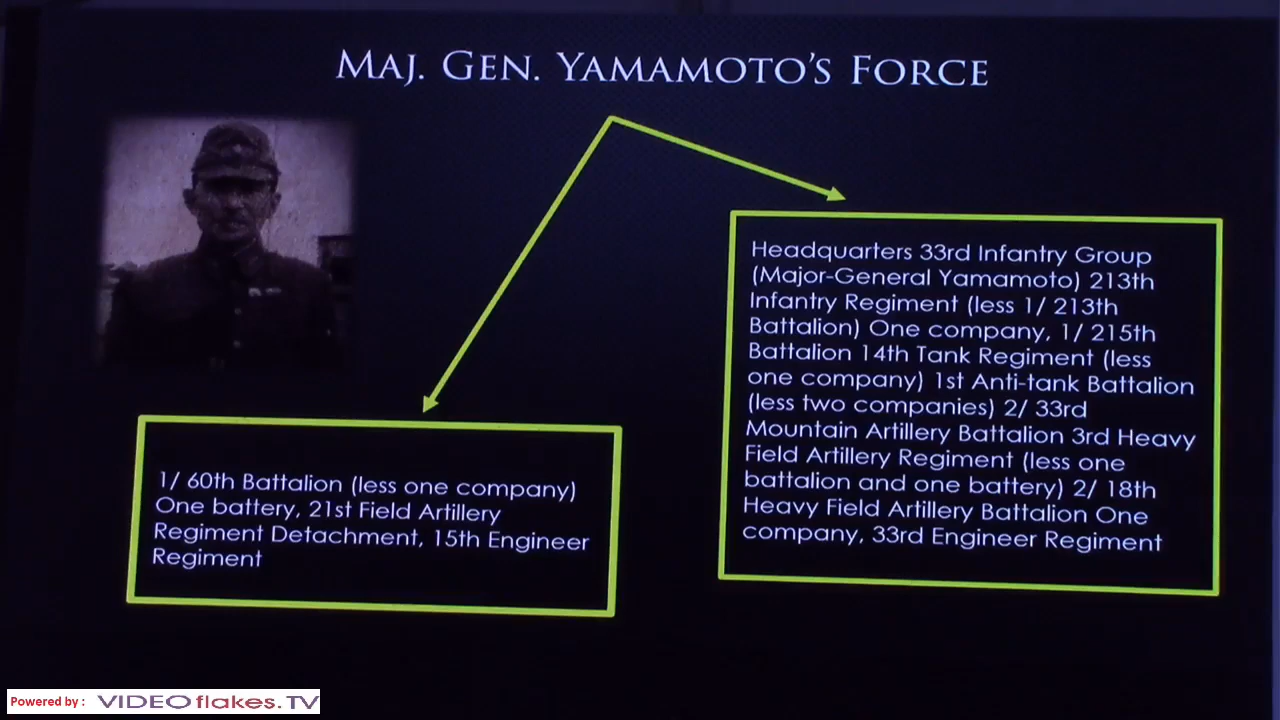 MAJ. GEN. YAMAMOTO'S FORCE
Headquarters 33rd Infantry Group
(Major-General Yamamoto) 213th
Infantry Regiment (less 1/ 213th
Battalion) One company, 1/ 215th
Battalion 14th Tank Regiment (less
one company) 1st Anti-tank Battalion
(less two companies) 2/ 33rd
Mountain Artillery Battalion 3rd Heavy
Field Artillery Regiment (less one
battalion and one battery) 2/ 18th
Heavy Field Artillery Battalion One
company, 33rd Engineer Regiment
1/ 60th Battalion (less one company)
One battery, 21st Field Artillery
Regiment Detachment, 15th Engineer
Regiment
Powered by : VIDEOflakes.TV